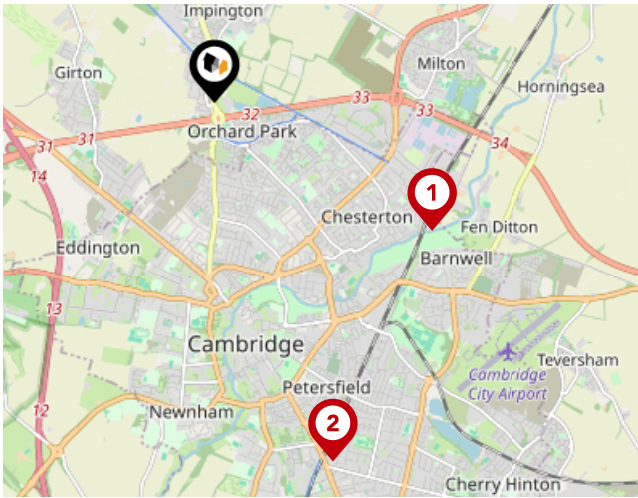 Impington
Girton
Milton
Horningsea
33
32
33
Orchard Park
31
31
34
14
1
Chesterton
Fen Ditton
Eddington
Barnwell
13
Cambridge
Teversham
Cambridge
City Airport
Petersfield
12
Newnham
2
Cherry Hinton